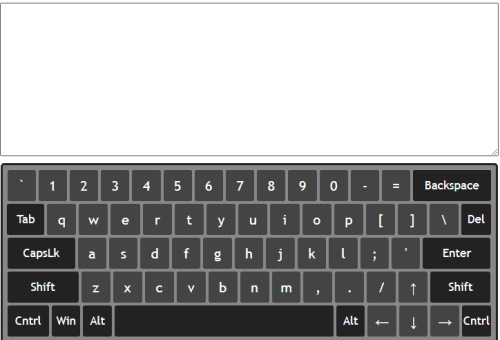 ` 1 2 3 4 5 6 7 8 9 0 - = Backspace
Tab q w e r t y u i o p [ ] \ Del
CapsLk a s d f g h j k l ; ' Enter
Shift z x c v b n m , . / ↑ Shift
Cntrl Win Alt Alt ← ↓ → Cntrl